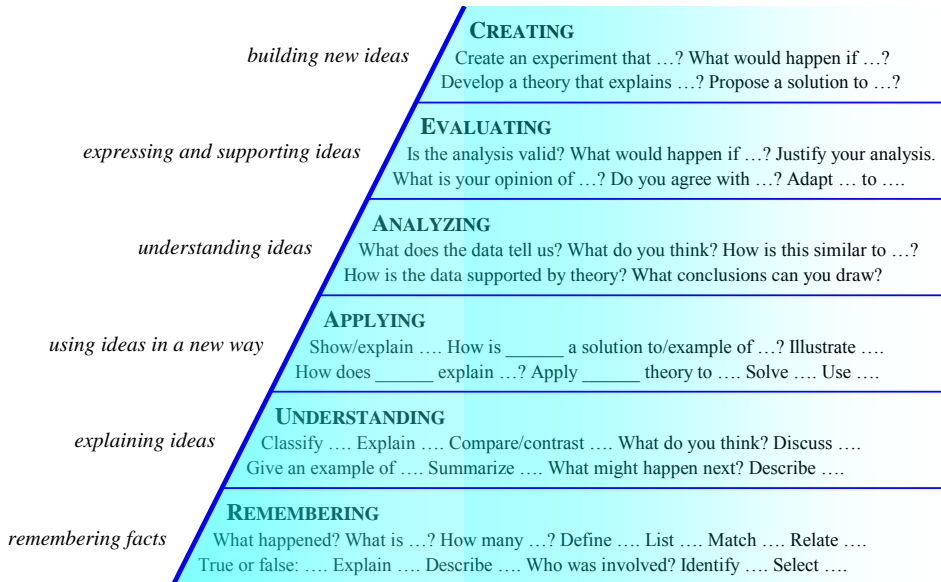 CREATING
building new ideas
Create an experiment that …? What would happen if …?
Develop a theory that explains …? Propose a solution to …?
EVALUATING
expressing and supporting ideas
Is the analysis valid? What would happen if …? Justify your analysis.
What is your opinion of …? Do you agree with …? Adapt … to ….
ANALYZING
understanding ideas
What does the data tell us? What do you think? How is this similar to …?
How is the data supported by theory? What conclusions can you draw?
APPLYING
using ideas in a new way
Show/explain …. How is ______ a solution to/example of …? Illustrate ….
How does ______ explain …? Apply ______ theory to …. Solve …. Use ….
UNDERSTANDING
explaining ideas
Classify …. Explain …. Compare/contrast …. What do you think? Discuss ….
Give an example of …. Summarize …. What might happen next? Describe ….
REMEMBERING
remembering facts
What happened? What is …? How many …? Define …. List …. Match …. Relate ….
True or false: …. Explain …. Describe …. Who was involved? Identify …. Select ….